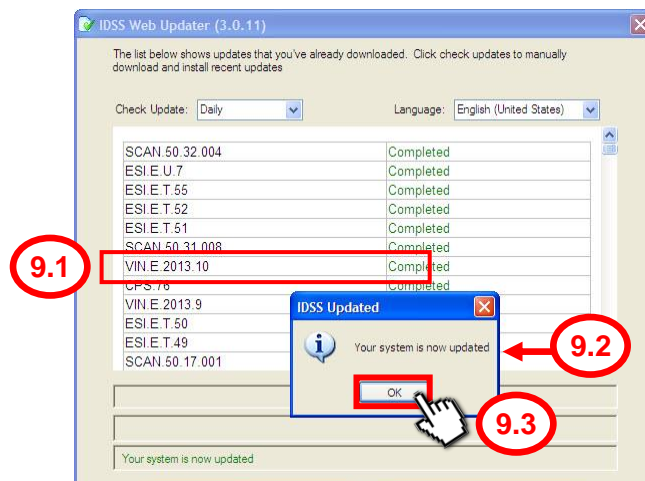 IDSS Web Updater (3.0.11)
The list below shows updates that you've already downloaded. Click check updates to manually
download and install recent updates
Check Update: Daily Language: English (United States)
SCAN.50.32.004 Completed
ESI.E.U.7 Completed
ESI.E.T.55 Completed
ESI.E.T.52 Completed
ESI.E.T.51 Completed
SCAN.50.31.008 Completed
9.1
VIN.E.2013.10 Completed
CPS.76 Completed
VIN.E.2013.9
IDSS Updated
ESI.E.T.50
ESI.E.T.49
Your system is now updated
9.2
SCAN.50.17.001
OK
9.3
Your system is now updated